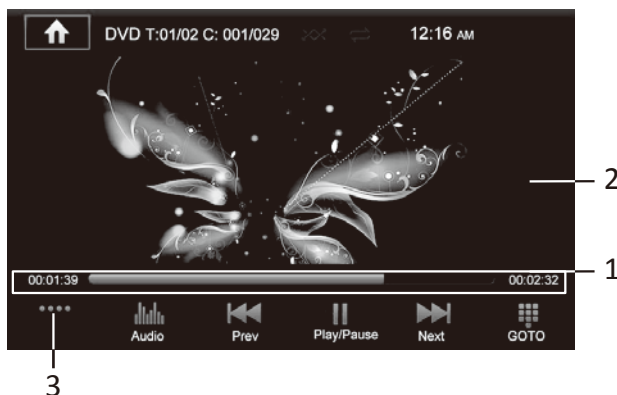 DVD T:01/02 C: 001/029 12:16 AM
2
1
00:01:39 00:02:32
Audio Prev Play/Pause Next GOTO
3